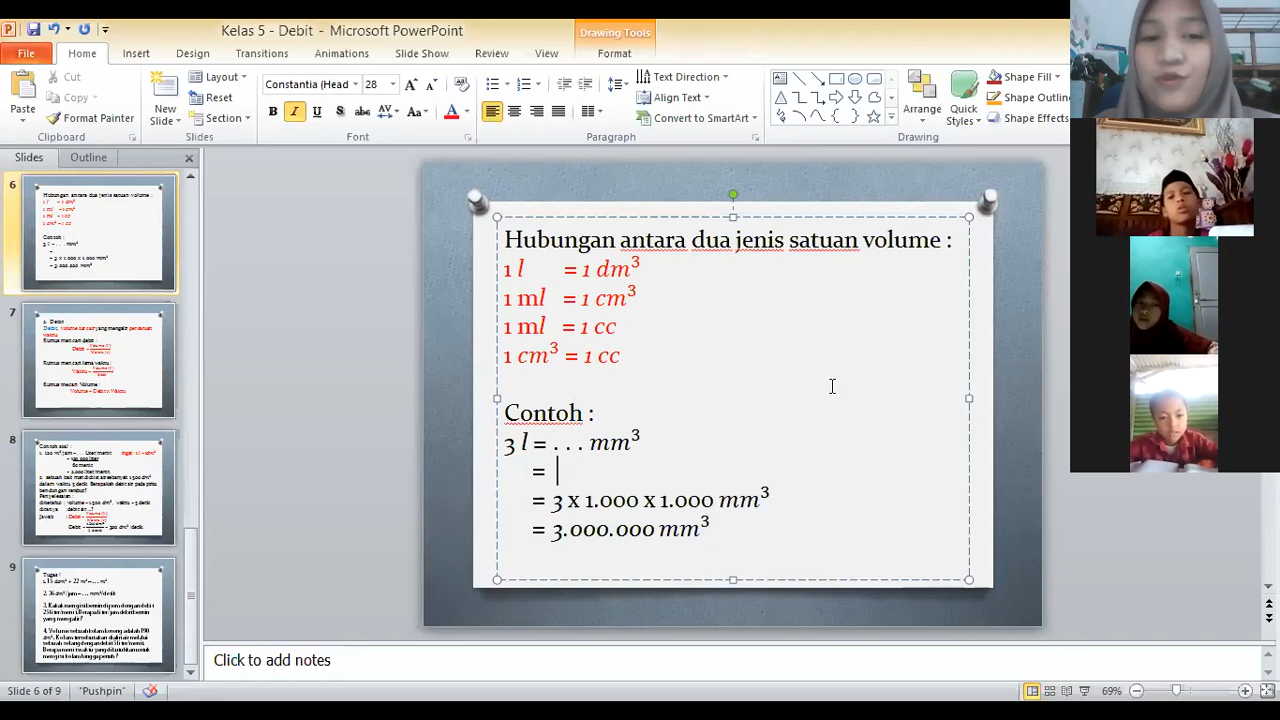 Kelas 5 - Debit - Microsoft PowerPoint
Drawing Tools
File Home Insert Design Transitions Animations Slide Show Review View Format
Paste
Cut
Copy
Format Painter
Clipboard
New Slide
Layout
Reset
Section
Slides
Constantia (Head 28
Font
Text Direction
Align Text
Convert to SmartArt
Paragraph
Arrange
Quick Styles
Shape Fill
Shape Outlin
Shape Effects
Drawing
Slides Outline
6
7
8
9
Hubungan antara dua jenis satuan volume :
1 l = 1 dm³
1 ml = 1 cm³
1 ml = 1 cc
1 cm³ = 1 cc
Contoh :
3 l = . . . mm³
=
= 3 x 1.000 x 1.000 mm³
= 3.000.000 mm³
Click to add notes
Slide 6 of 9 "Pushpin" 69%